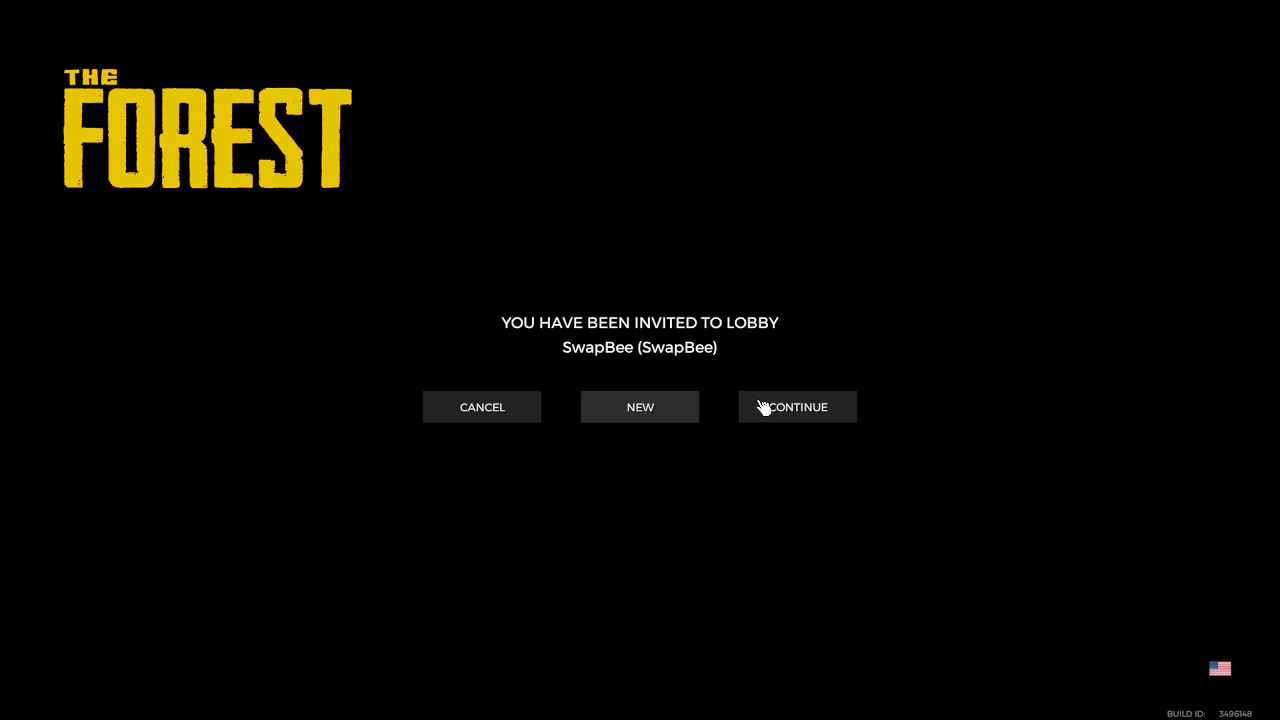 THE
FOREST
YOU HAVE BEEN INVITED TO LOBBY
SwapBee (SwapBee)
CANCEL
NEW
CONTINUE
BUILD ID: 3496148